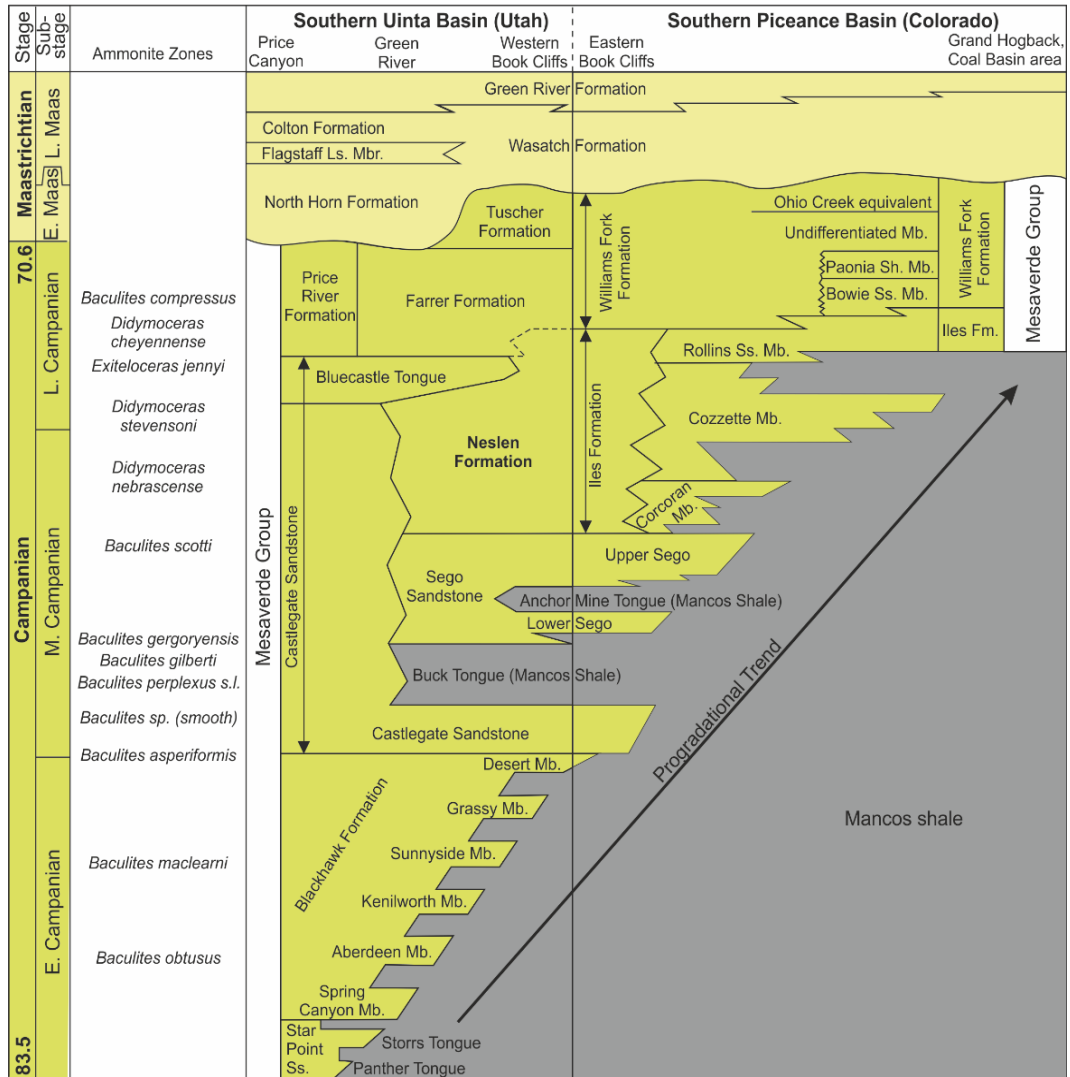 Stage
Sub-
stage
Ammonite Zones
Southern Uinta Basin (Utah)
Southern Piceance Basin (Colorado)
Price
Canyon
Green
River
Western
Book Cliffs
Eastern
Book Cliffs
Grand Hogback,
Coal Basin area
Maastrichtian
L. Maas
E. Maas
70.6
Campanian
83.5
L. Campanian
M. Campanian
E. Campanian
Baculites compressus
Didymoceras
cheyennense
Exiteloceras jennyi
Didymoceras
stevensoni
Didymoceras
nebrascense
Baculites scotti
Baculites gergoryensis
Baculites gilberti
Baculites perplexus s.l.
Baculites sp. (smooth)
Baculites asperiformis
Baculites maclearni
Baculites obtusus
Green River Formation
Colton Formation
Flagstaff Ls. Mbr.
Wasatch Formation
North Horn Formation
Tuscher
Formation
Williams Fork
Formation
Ohio Creek equivalent
Undifferentiated Mb.
Paonia Sh. Mb.
Bowie Ss. Mb.
Williams Fork
Formation
Iles Fm.
Mesaverde Group
Price
River
Formation
Farrer Formation
Rollins Ss. Mb.
Bluecastle Tongue
Cozzette Mb.
Neslen
Formation
Iles Formation
Corcoran
Mb.
Mesaverde Group
Castlegate Sandstone
Upper Sego
Sego
Sandstone
Anchor Mine Tongue (Mancos Shale)
Lower Sego
Buck Tongue (Mancos Shale)
Castlegate Sandstone
Progradational Trend
Desert Mb.
Grassy Mb.
Mancos shale
Blackhawk Formation
Sunnyside Mb.
Kenilworth Mb.
Aberdeen Mb.
Spring
Canyon Mb.
Star
Point
Ss.
Storrs Tongue
Panther Tongue